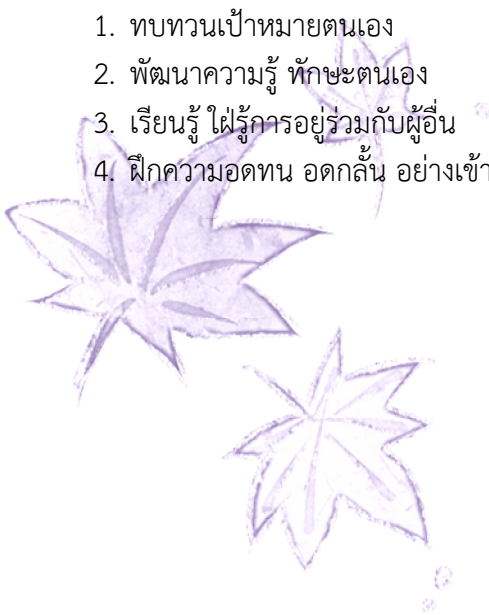 1. ทบทวนเป้าหมายตนเอง
2. พัฒนาความรู้ ทักษะตนเอง
3. เรียนรู้ ใฝ่รู้การอยู่ร่วมกับผู้อื่น
4. ฝึกความอดทน อดกลั้น อย่างเข้า